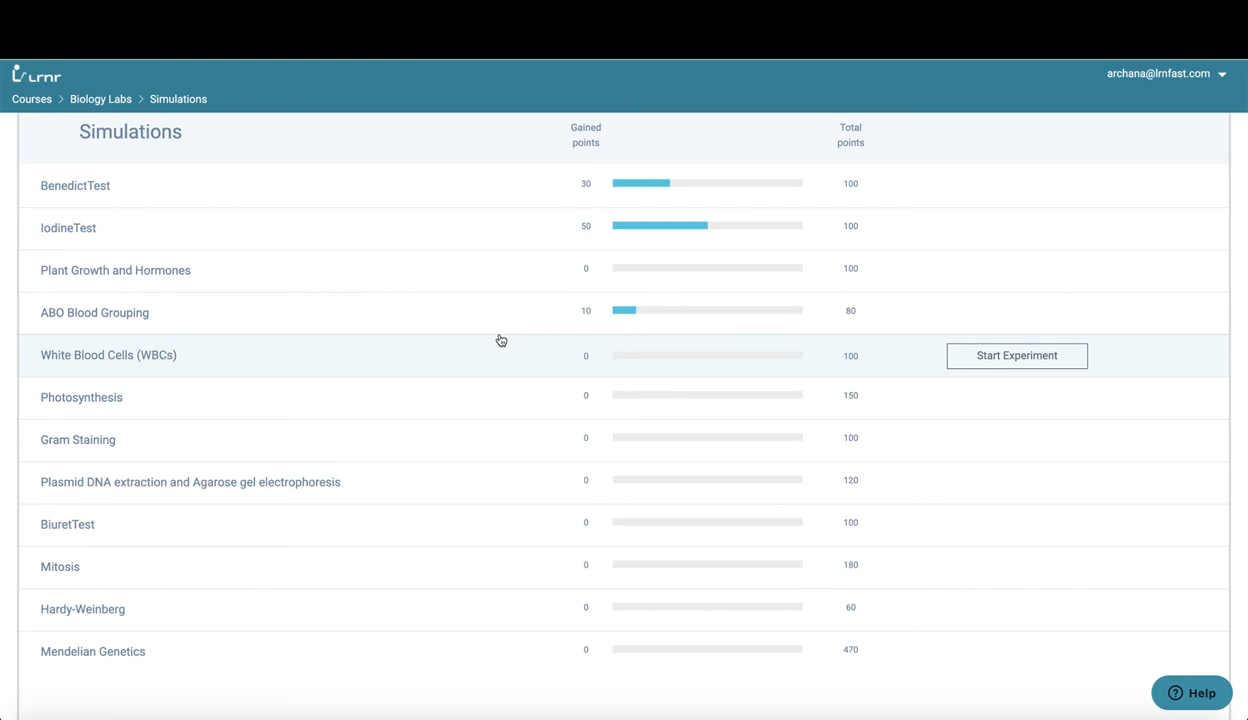 Lrnr
archana@lrnfast.com
Courses > Biology Labs > Simulations
Simulations
Gained points
Total points
BenedictTest 30 100
IodineTest 50 100
Plant Growth and Hormones 0 100
ABO Blood Grouping 10 80
White Blood Cells (WBCs) 0 100 Start Experiment
Photosynthesis 0 150
Gram Staining 0 100
Plasmid DNA extraction and Agarose gel electrophoresis 0 120
BiuretTest 0 100
Mitosis 0 180
Hardy-Weinberg 0 60
Mendelian Genetics 0 470
? Help